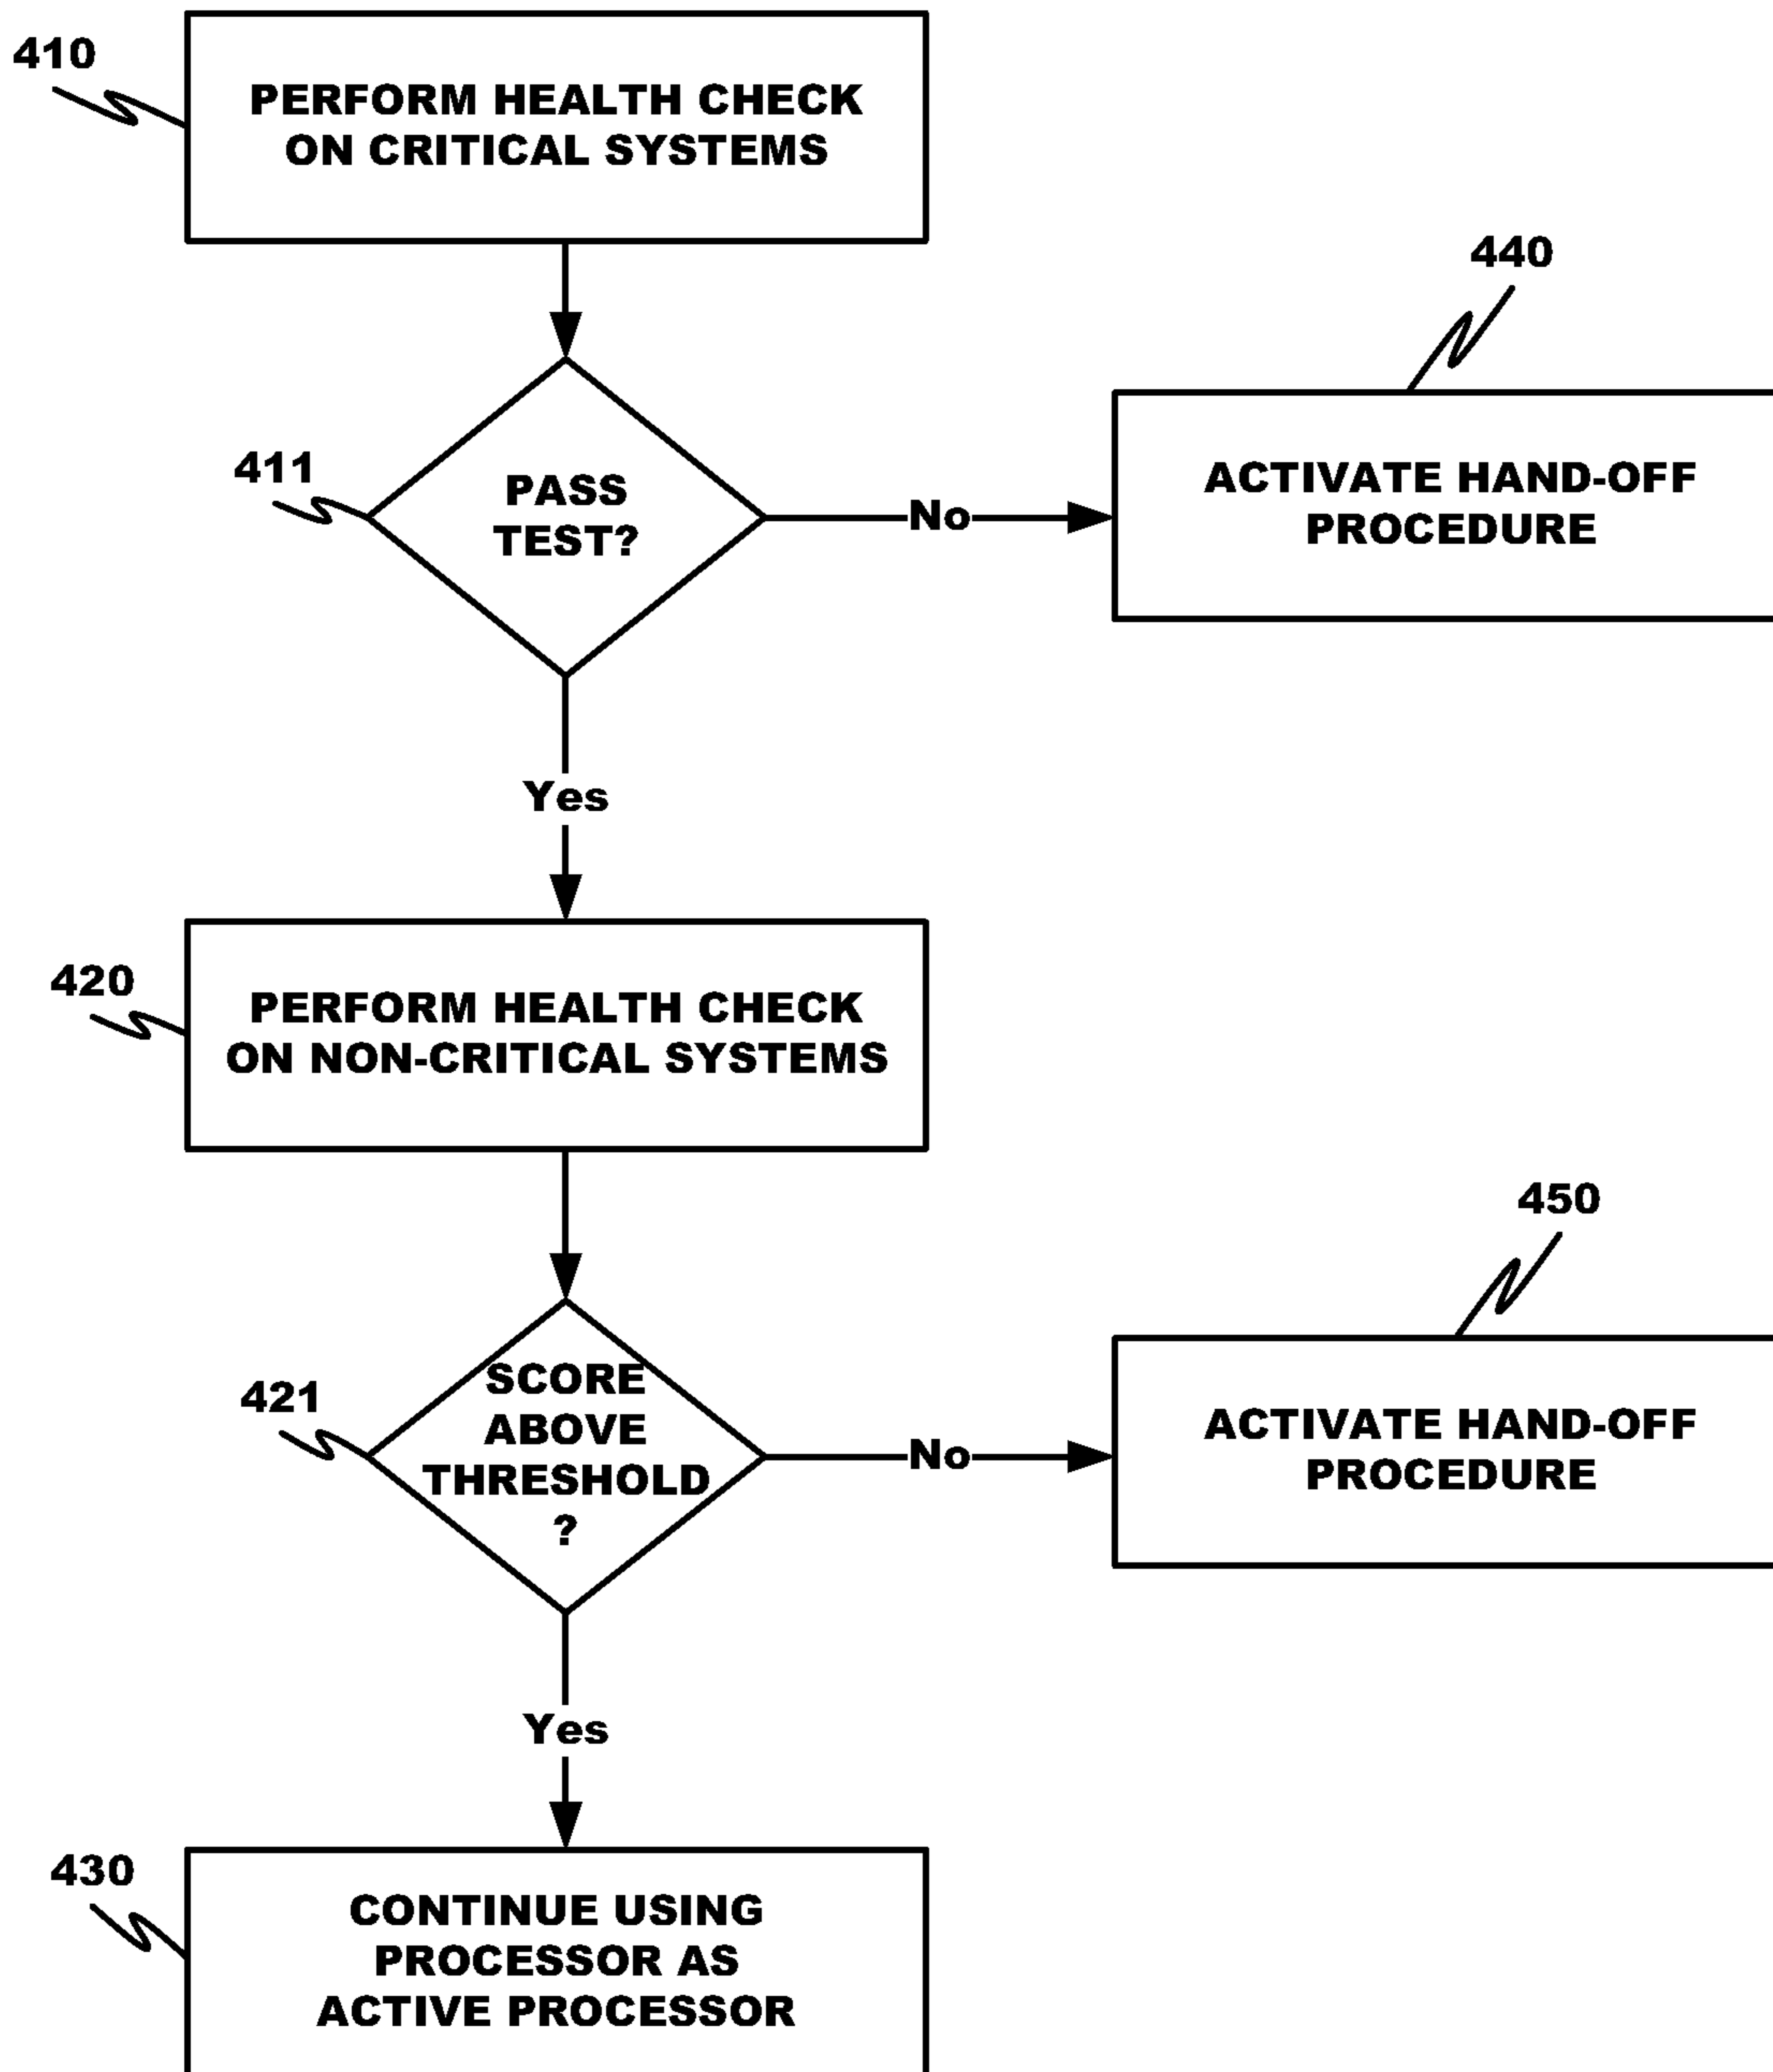 410
PERFORM HEALTH CHECK
ON CRITICAL SYSTEMS
440
411
PASS
TEST?
No
ACTIVATE HAND-OFF
PROCEDURE
Yes
420
PERFORM HEALTH CHECK
ON NON-CRITICAL SYSTEMS
450
421
SCORE
ABOVE
THRESHOLD
?
No
ACTIVATE HAND-OFF
PROCEDURE
Yes
430
CONTINUE USING
PROCESSOR AS
ACTIVE PROCESSOR